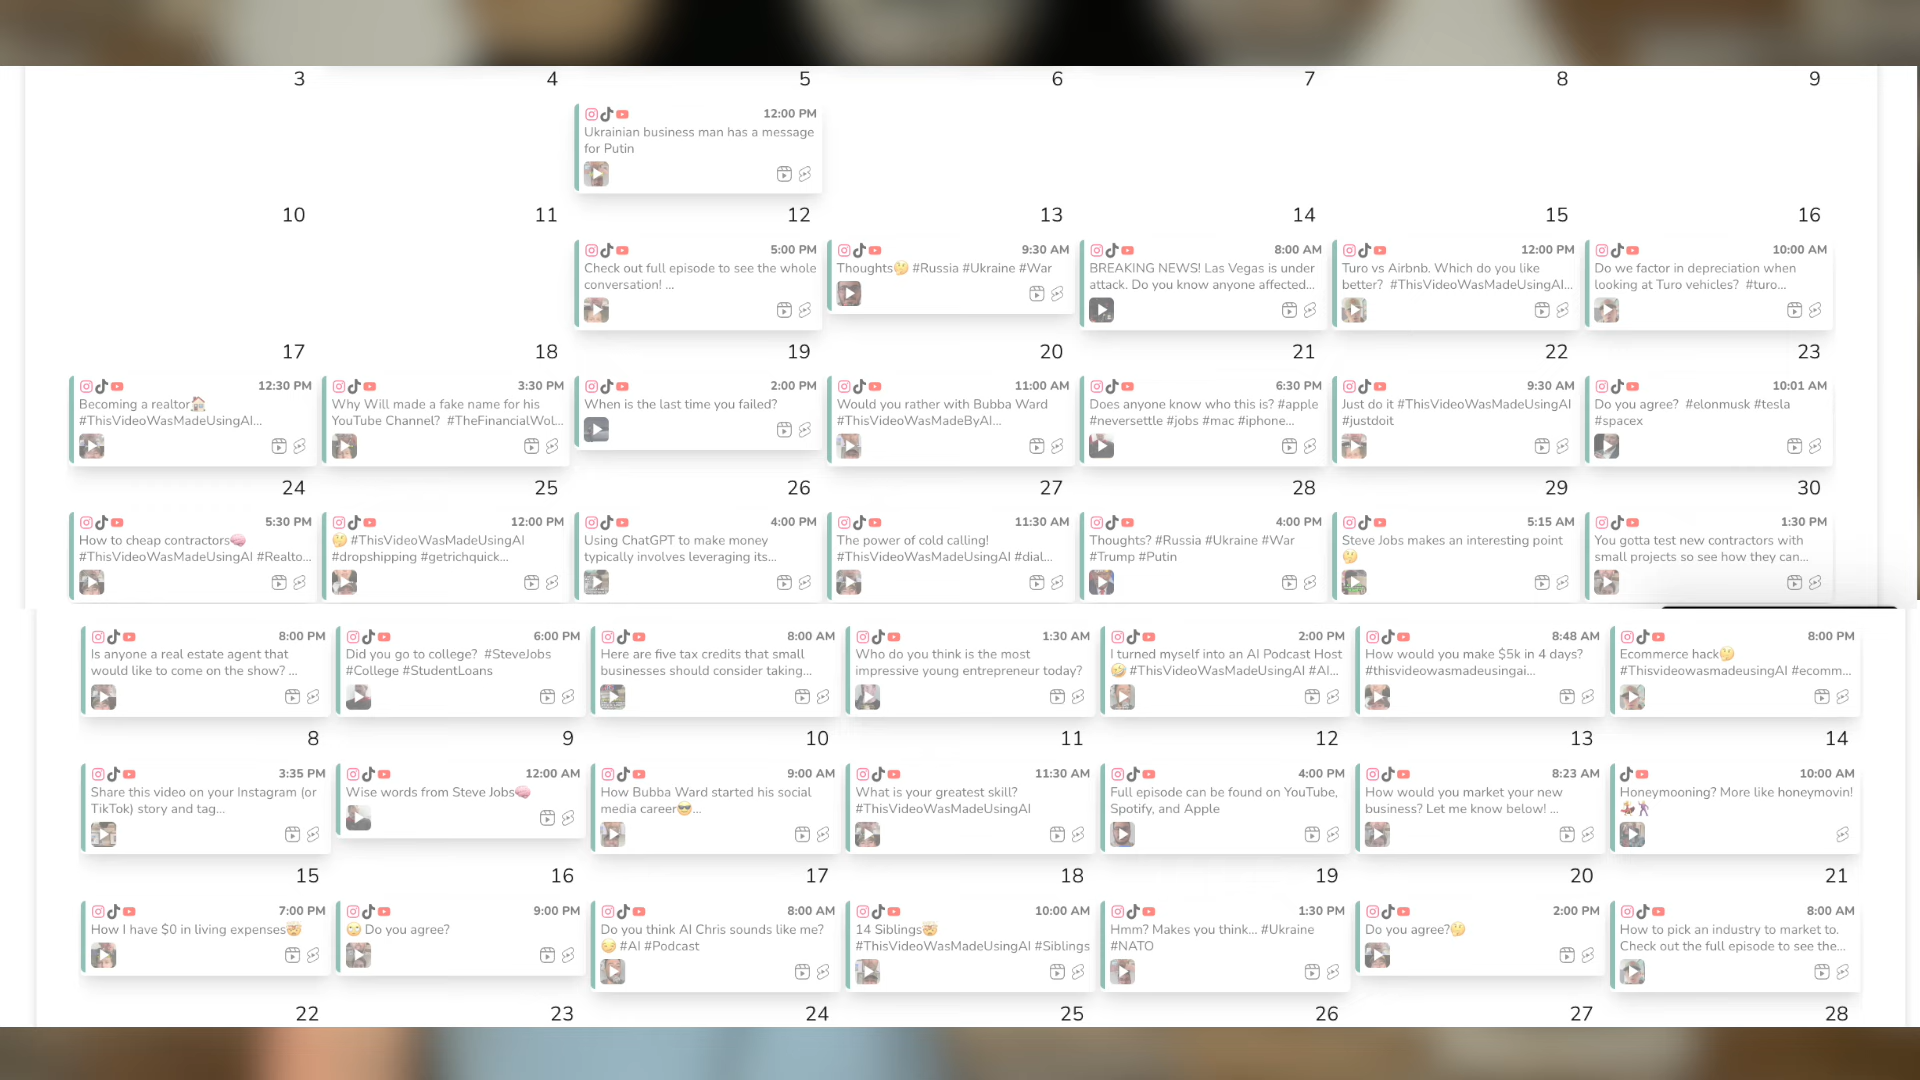 3 4 5 6 7 8 9
12:00 PM
Ukrainian business man has a message
for Putin
10 11 12 13 14 15 16
5:00 PM
Check out full episode to see the whole
conversation! ...
9:30 AM
Thoughts🤔 #Russia #Ukraine #War
8:00 AM
BREAKING NEWS! Las Vegas is under
attack. Do you know anyone affected...
12:00 PM
Turo vs Airbnb. Which do you like
better? #ThisVideoWasMadeUsingAI...
10:00 AM
Do we factor in depreciation when
looking at Turo vehicles? #turo...
17 18 19 20 21 22 23
12:30 PM
Becoming a realtor🏠
#ThisVideoWasMadeUsingAI...
3:30 PM
Why Will made a fake name for his
YouTube Channel? #TheFinancialWol...
2:00 PM
When is the last time you failed?
11:00 AM
Would you rather with Bubba Ward
#ThisVideoWasMadeByAI...
6:30 PM
Does anyone know who this is? #apple
#neversettle #jobs #mac #iphone...
9:30 AM
Just do it #ThisVideoWasMadeUsingAI
#justdoit
10:01 AM
Do you agree? #elonmusk #tesla
#spacex
24 25 26 27 28 29 30
5:30 PM
How to cheap contractors🧠
#ThisVideoWasMadeUsingAI #Realto...
12:00 PM
🤔 #ThisVideoWasMadeUsingAI
#dropshipping #getrichquick...
4:00 PM
Using ChatGPT to make money
typically involves leveraging its...
11:30 AM
The power of cold calling!
#ThisVideoWasMadeUsingAI #dial...
4:00 PM
Thoughts? #Russia #Ukraine #War
#Trump #Putin
5:15 AM
Steve Jobs makes an interesting point
🤔
1:30 PM
You gotta test new contractors with
small projects so see how they can...
8:00 PM
Is anyone a real estate agent that
would like to come on the show? ...
6:00 PM
Did you go to college? #SteveJobs
#College #StudentLoans
8:00 AM
Here are five tax credits that small
businesses should consider taking...
1:30 AM
Who do you think is the most
impressive young entrepreneur today?
2:00 PM
I turned myself into an AI Podcast Host
🤣 #ThisVideoWasMadeUsingAI #AI...
8:48 AM
How would you make $5k in 4 days?
#thisvideowasmadeusingai...
8:00 PM
Ecommerce hack🤔
#ThisvideowasmadeusingAI #ecomm...
8 9 10 11 12 13 14
3:35 PM
Share this video on your Instagram (or
TikTok) story and tag...
12:00 AM
Wise words from Steve Jobs🧠
9:00 AM
How Bubba Ward started his social
media career😎...
11:30 AM
What is your greatest skill?
#ThisVideoWasMadeUsingAI
4:00 PM
Full episode can be found on YouTube,
Spotify, and Apple
8:23 AM
How would you market your new
business? Let me know below! ...
10:00 AM
Honeymooning? More like honeymovin!
💃🕺
15 16 17 18 19 20 21
7:00 PM
How I have $0 in living expenses🤯
9:00 PM
🙄 Do you agree?
8:00 AM
Do you think AI Chris sounds like me?
😏 #AI #Podcast
10:00 AM
14 Siblings🤯
#ThisVideoWasMadeUsingAI #Siblings
1:30 PM
Hmm? Makes you think... #Ukraine
#NATO
2:00 PM
Do you agree?🤔
8:00 AM
How to pick an industry to market to.
Check out the full episode to see the...
22 23 24 25 26 27 28